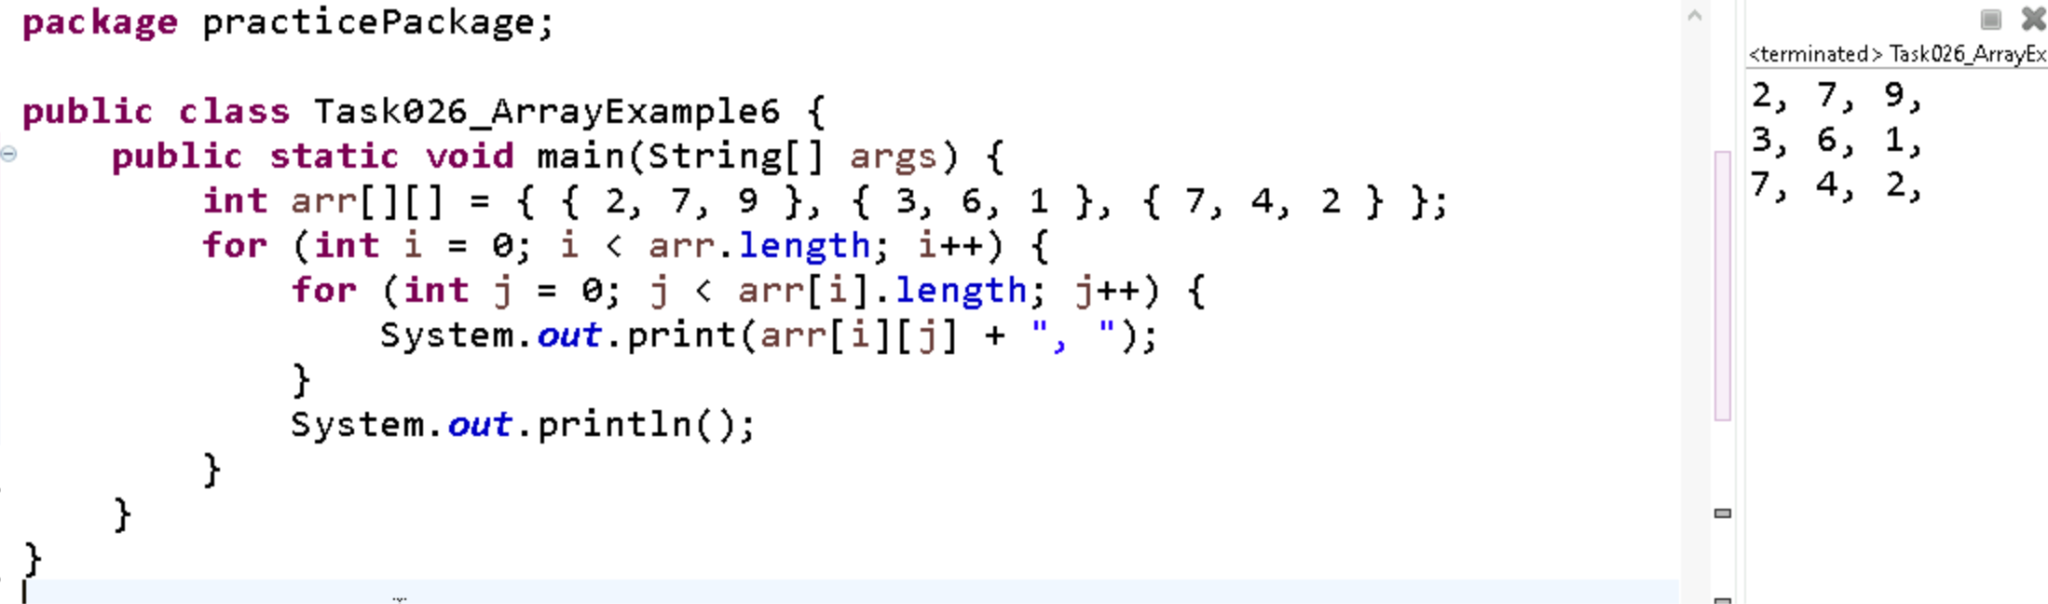 package practicePackage;
public class Task026_ArrayExample6 {
public static void main(String[] args) {
int arr[][] = { { 2, 7, 9 }, { 3, 6, 1 }, { 7, 4, 2 } };
for (int i = 0; i < arr.length; i++) {
for (int j = 0; j < arr[i].length; j++) {
System.out.print(arr[i][j] + ", ");
}
System.out.println();
}
}
}
<terminated> Task026_ArrayEx
2, 7, 9,
3, 6, 1,
7, 4, 2,